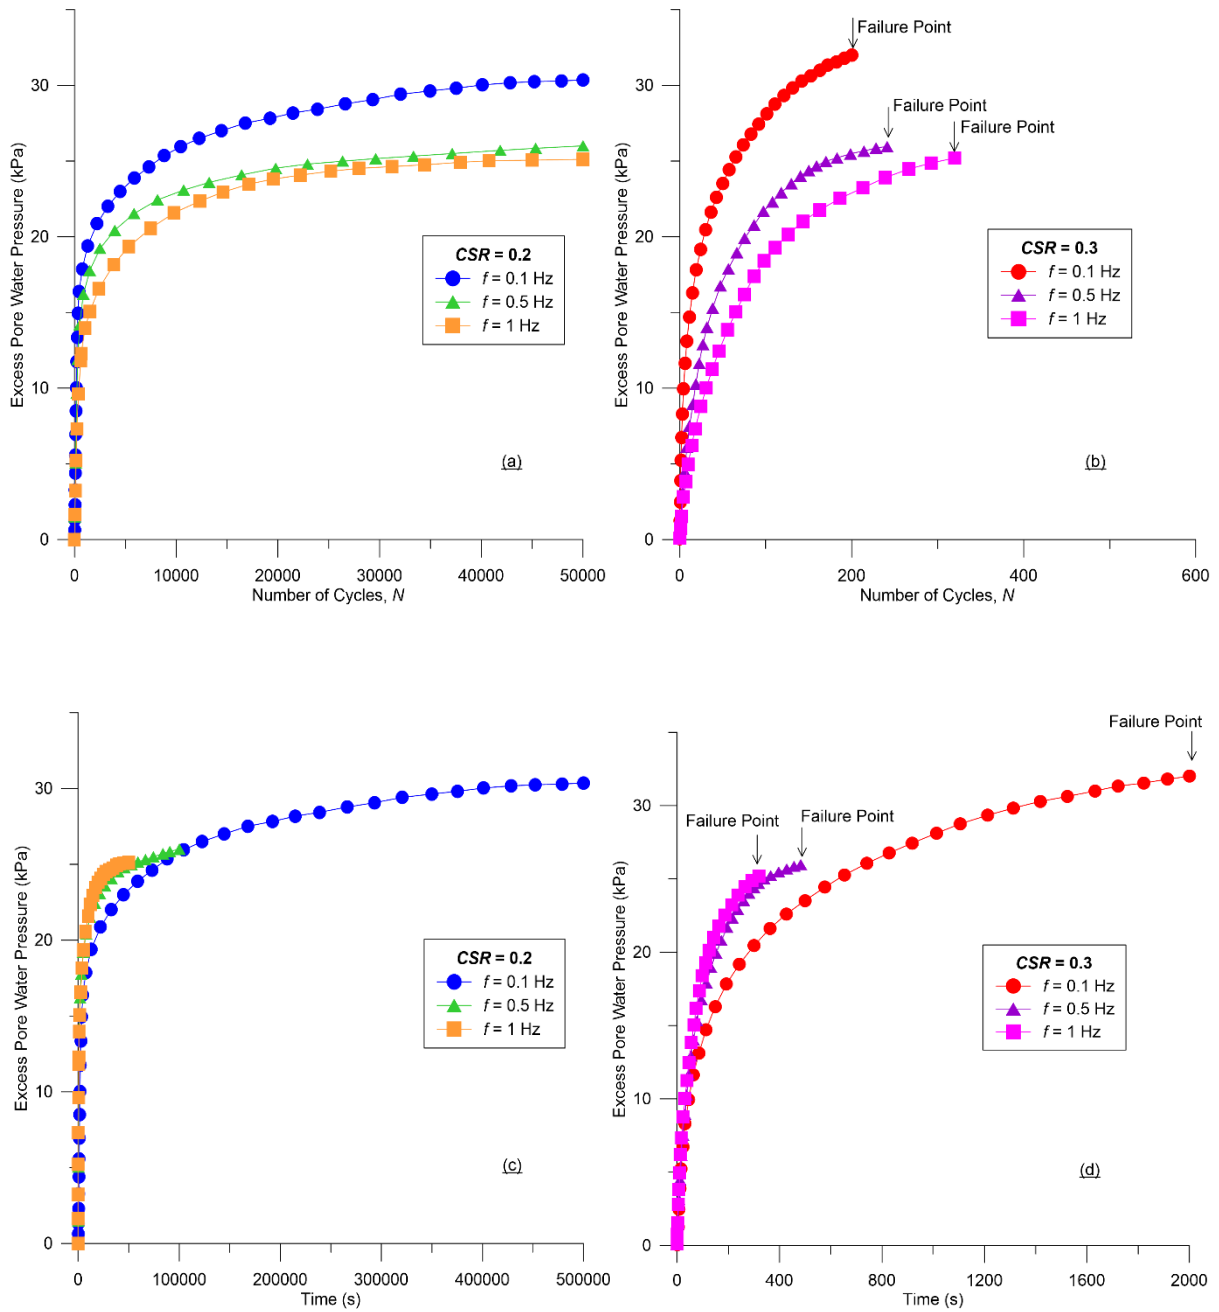 Failure Point
Failure Point
Failure Point
Excess Pore Water Pressure (kPa)
30
20
10
0
CSR = 0.2
f = 0.1 Hz
f = 0.5 Hz
f = 1 Hz
(a)
0
10000
20000
30000
40000
50000
Number of Cycles, N
Excess Pore Water Pressure (kPa)
30
20
10
0
CSR = 0.3
f = 0.1 Hz
f = 0.5 Hz
f = 1 Hz
(b)
0
200
400
600
Number of Cycles, N
Excess Pore Water Pressure (kPa)
30
20
10
0
CSR = 0.2
f = 0.1 Hz
f = 0.5 Hz
f = 1 Hz
(c)
0
100000
200000
300000
400000
500000
Time (s)
Failure Point
Failure Point
Failure Point
Excess Pore Water Pressure (kPa)
30
20
10
0
CSR = 0.3
f = 0.1 Hz
f = 0.5 Hz
f = 1 Hz
(d)
0
400
800
1200
1600
2000
Time (s)